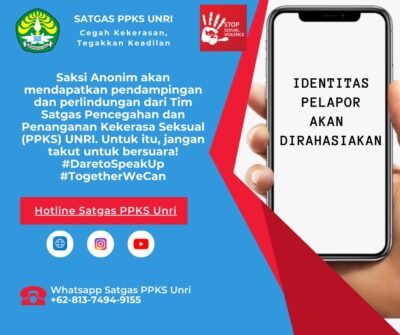 SATGAS PPKS UNRI
Cegah Kekerasan,
Tegakkan Keadilan
STOP
SEXUAL
VIOLENCE
Saksi Anonim akan
mendapatkan pendampingan
dan perlindungan dari Tim
Satgas Pencegahan dan
Penanganan Kekerasa Seksual
(PPKS) UNRI. Untuk itu, jangan
takut untuk bersuara!
#DaretoSpeakUp
#TogetherWeCan
IDENTITAS
PELAPOR
AKAN
DIRAHASIAKAN
Hotline Satgas PPKS Unri
Whatsapp Satgas PPKS Unri
+62-813-7494-9155